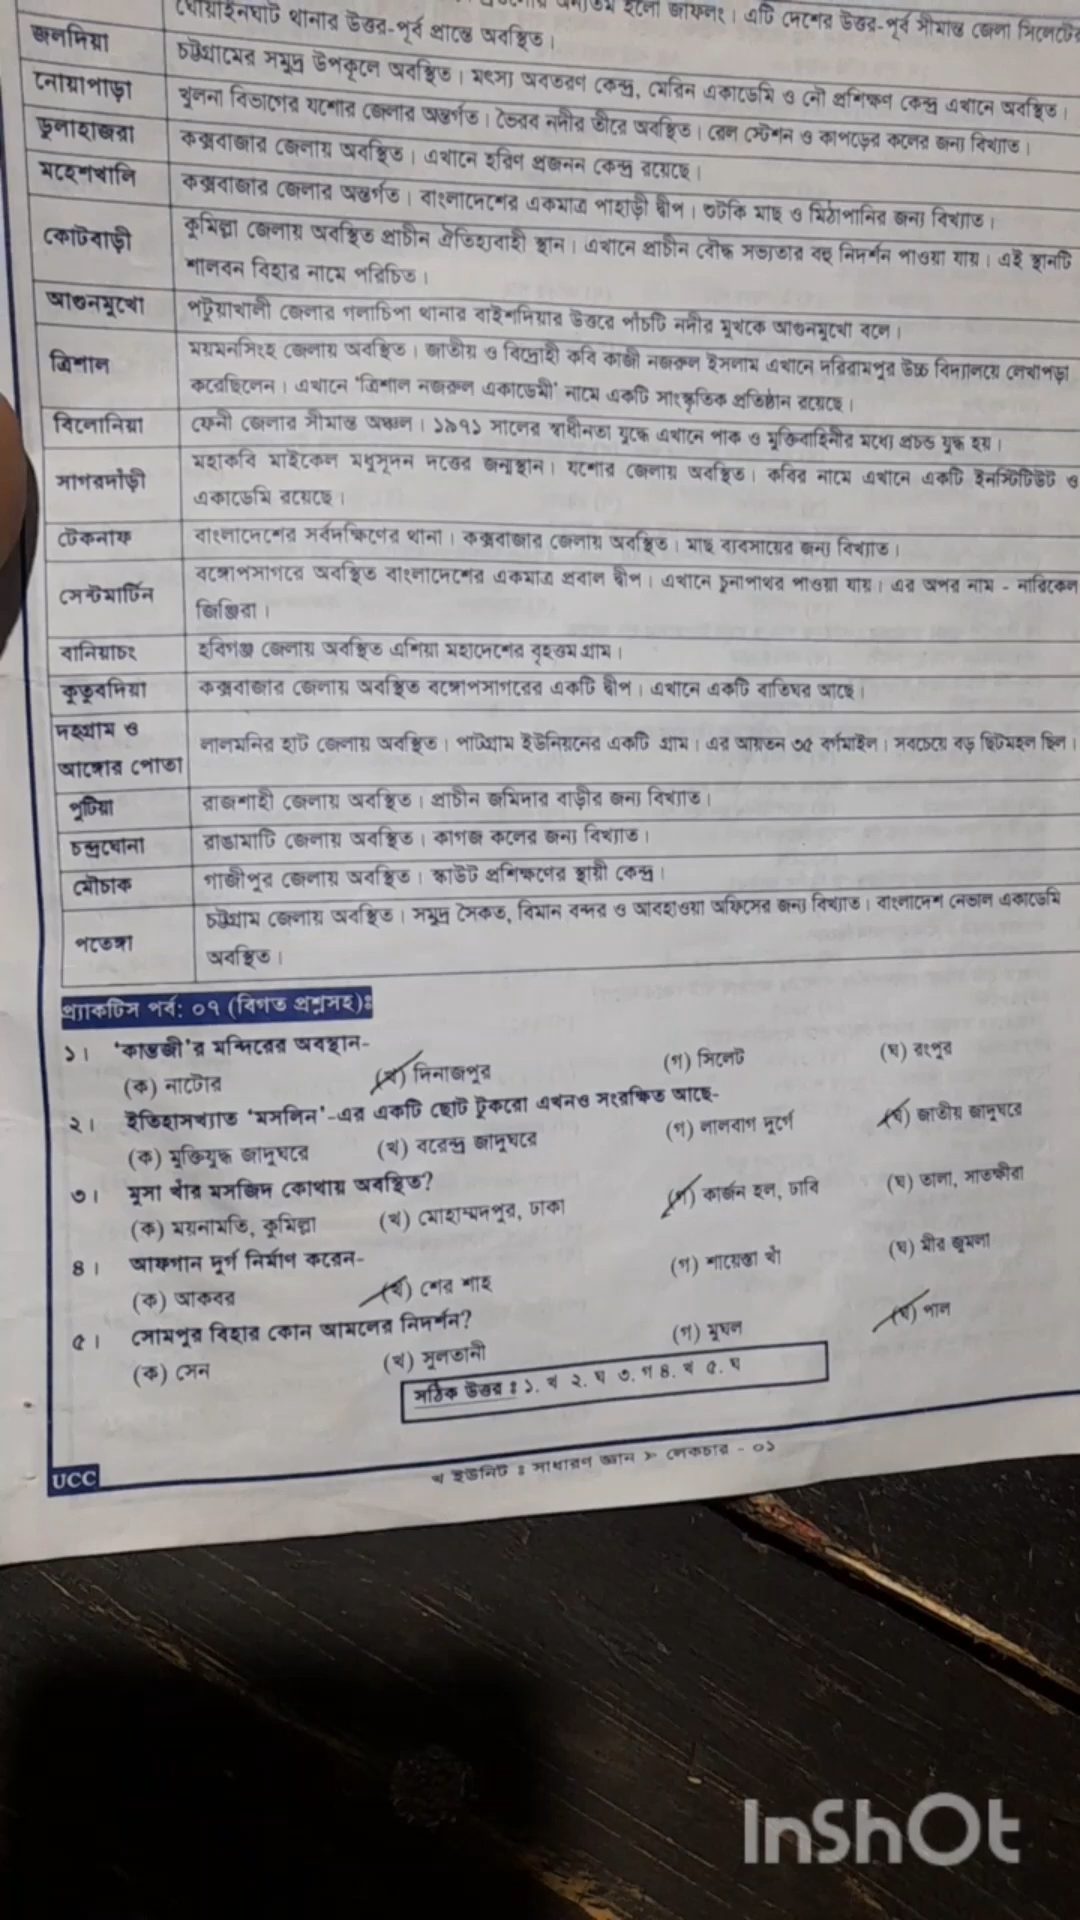 গোয়াইনঘাট থানার উত্তর-পূর্ব প্রান্তে অবস্থিত।
হলো জাফলং। এটি দেশের উত্তর-পূর্ব সীমান্ত জেলা সিলেটের
জলদিয়া
চট্টগ্রামের সমুদ্র উপকূলে অবস্থিত। মৎস্য অবতরণ কেন্দ্র, মেরিন একাডেমি ও নৌ প্রশিক্ষণ কেন্দ্র এখানে অবস্থিত।
নোয়াপাড়া
খুলনা বিভাগের যশোর জেলার অন্তর্গত। ভৈরব নদীর তীরে অবস্থিত। রেল স্টেশন ও কাপড়ের কলের জন্য বিখ্যাত।
ডুলাহাজরা
কক্সবাজার জেলায় অবস্থিত। এখানে হরিণ প্রজনন কেন্দ্র রয়েছে।
মহেশখালি
কক্সবাজার জেলার অন্তর্গত। বাংলাদেশের একমাত্র পাহাড়ী দ্বীপ। শুটকি মাছ ও মিঠাপানির জন্য বিখ্যাত।
কোটবাড়ী
কুমিল্লা জেলায় অবস্থিত প্রাচীন ঐতিহ্যবাহী স্থান। এখানে প্রাচীন বৌদ্ধ সভ্যতার বহু নিদর্শন পাওয়া যায়। এই স্থানটি
শালবন বিহার নামে পরিচিত।
আগুনমুখো
পটুয়াখালী জেলার গলাচিপা থানার বাইশদিয়ার উত্তরে পাঁচটি নদীর মুখকে আগুনমুখো বলে।
ত্রিশাল
ময়মনসিংহ জেলায় অবস্থিত। জাতীয় ও বিদ্রোহী কবি কাজী নজরুল ইসলাম এখানে দরিরামপুর উচ্চ বিদ্যালয়ে লেখাপড়া
করেছিলেন। এখানে 'ত্রিশাল নজরুল একাডেমী' নামে একটি সাংস্কৃতিক প্রতিষ্ঠান রয়েছে।
বিলোনিয়া
ফেনী জেলার সীমান্ত অঞ্চল। ১৯৭১ সালের স্বাধীনতা যুদ্ধে এখানে পাক ও মুক্তিবাহিনীর মধ্যে প্রচন্ড যুদ্ধ হয়।
সাগরদাঁড়ী
মহাকবি মাইকেল মধুসূদন দত্তের জন্মস্থান। যশোর জেলায় অবস্থিত। কবির নামে এখানে একটি ইনস্টিটিউট ও
একাডেমি রয়েছে।
টেকনাফ
বাংলাদেশের সর্বদক্ষিণের থানা। কক্সবাজার জেলায় অবস্থিত। মাছ ব্যবসায়ের জন্য বিখ্যাত।
সেন্টমার্টিন
বঙ্গোপসাগরে অবস্থিত বাংলাদেশের একমাত্র প্রবাল দ্বীপ। এখানে চুনাপাথর পাওয়া যায়। এর অপর নাম - নারিকেল
জিঞ্জিরা।
বানিয়াচং
হবিগঞ্জ জেলায় অবস্থিত এশিয়া মহাদেশের বৃহত্তম গ্রাম।
কুতুবদিয়া
কক্সবাজার জেলায় অবস্থিত বঙ্গোপসাগরের একটি দ্বীপ। এখানে একটি বাতিঘর আছে।
দহগ্রাম ও
আঙ্গোর পোতা
লালমনির হাট জেলায় অবস্থিত। পাটগ্রাম ইউনিয়নের একটি গ্রাম। এর আয়তন ৩৫ বর্গমাইল। সবচেয়ে বড় ছিটমহল ছিল।
পুটিয়া
রাজশাহী জেলায় অবস্থিত। প্রাচীন জমিদার বাড়ীর জন্য বিখ্যাত।
চন্দ্রঘোনা
রাঙামাটি জেলায় অবস্থিত। কাগজ কলের জন্য বিখ্যাত।
মৌচাক
গাজীপুর জেলায় অবস্থিত। স্কাউট প্রশিক্ষণের স্থায়ী কেন্দ্র।
পতেঙ্গা
চট্টগ্রাম জেলায় অবস্থিত। সমুদ্র সৈকত, বিমান বন্দর ও আবহাওয়া অফিসের জন্য বিখ্যাত। বাংলাদেশ নেভাল একাডেমি
অবস্থিত।
প্র্যাকটিস পর্ব: ০৭ (বিগত প্রশ্নসহ)ঃ
১। 'কান্তজী'র মন্দিরের অবস্থান-
(ক) নাটোর (খ) দিনাজপুর (গ) সিলেট (ঘ) রংপুর
২। ইতিহাসখ্যাত 'মসলিন'-এর একটি ছোট টুকরো এখনও সংরক্ষিত আছে-
(ক) মুক্তিযুদ্ধ জাদুঘরে (খ) বরেন্দ্র জাদুঘরে (গ) লালবাগ দুর্গে (ঘ) জাতীয় জাদুঘরে
৩। মুসা খাঁর মসজিদ কোথায় অবস্থিত?
(ক) ময়নামতি, কুমিল্লা (খ) মোহাম্মদপুর, ঢাকা (গ) কার্জন হল, ঢাবি (ঘ) তালা, সাতক্ষীরা
৪। আফগান দুর্গ নির্মাণ করেন-
(ক) আকবর (খ) শের শাহ (গ) শায়েস্তা খাঁ (ঘ) মীর জুমলা
৫। সোমপুর বিহার কোন আমলের নিদর্শন?
(ক) সেন (খ) সুলতানী (গ) মুঘল (ঘ) পাল
সঠিক উত্তর ঃ ১. খ ২. ঘ ৩. গ ৪. খ ৫. ঘ
UCC
খ ইউনিট ঃ সাধারণ জ্ঞান > লেকচার - ০১
InShOt